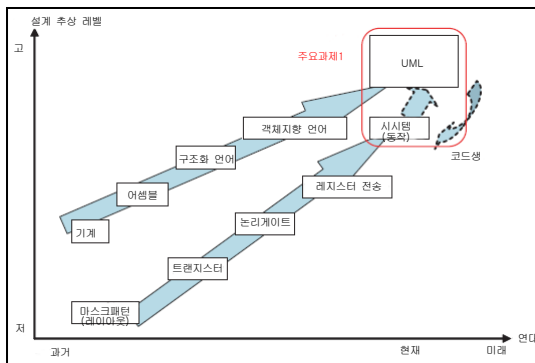 설계 추상 레벨
고
주요과제1
UML
시시템
(동작)
코드생
객체지향 언어
구조화 언어
어셈블
기계
레지스터 전송
논리게이트
트랜지스터
마스크패턴
(레이아웃)
저
과거
현재
미래
연대